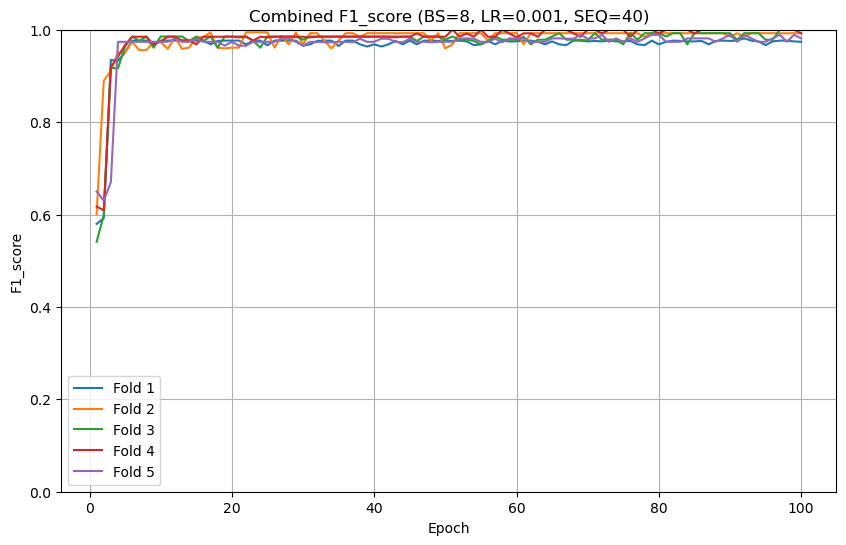 Combined F1_score (BS=8, LR=0.001, SEQ=40)
1.0
0.8
0.6
0.4
0.2
0.0
F1_score
Fold 1
Fold 2
Fold 3
Fold 4
Fold 5
0 20 40 60 80 100
Epoch